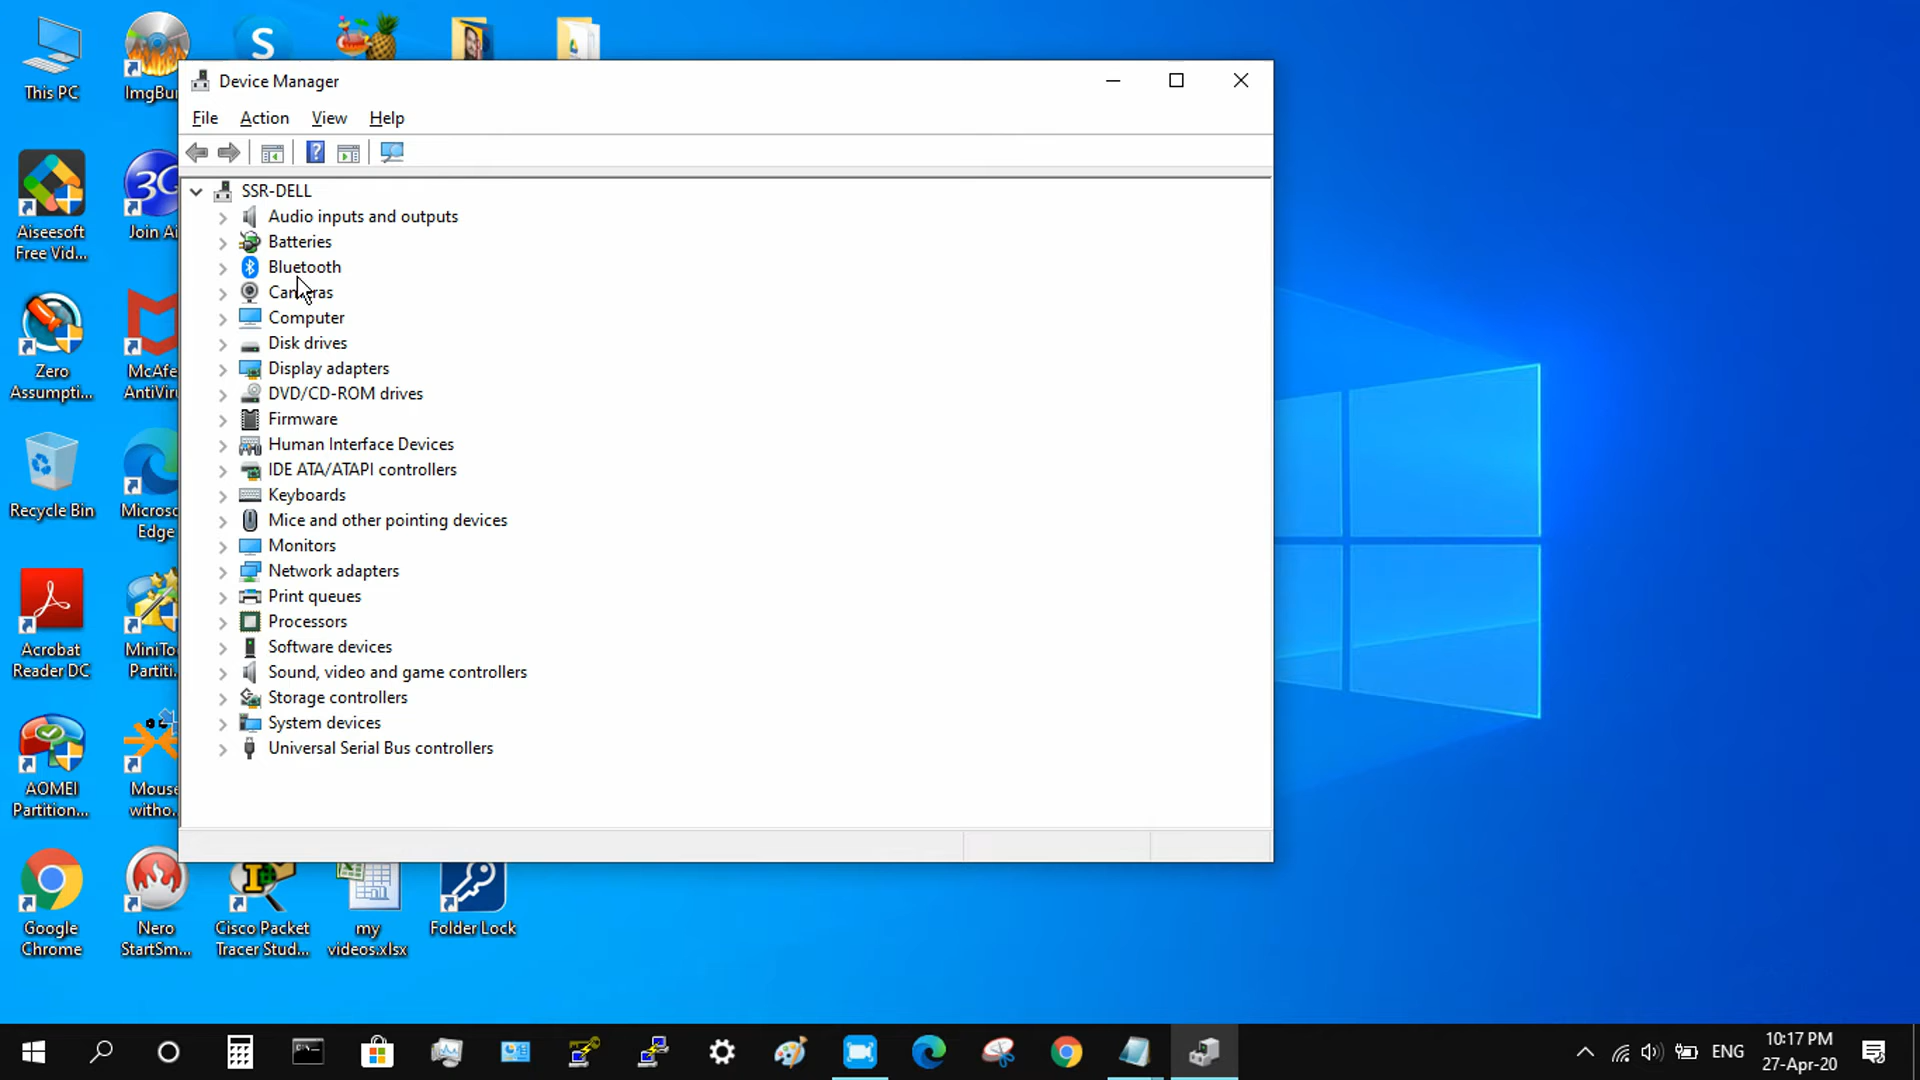 This PC
ImgBu
Device Manager
File Action View Help
SSR-DELL
Audio inputs and outputs
Batteries
Bluetooth
Cameras
Computer
Disk drives
Display adapters
DVD/CD-ROM drives
Firmware
Human Interface Devices
IDE ATA/ATAPI controllers
Keyboards
Mice and other pointing devices
Monitors
Network adapters
Print queues
Processors
Software devices
Sound, video and game controllers
Storage controllers
System devices
Universal Serial Bus controllers
Aiseesoft
Free Vid...
Join Ai
Zero
Assumpti...
McAfe
AntiVir
Recycle Bin
Micros
Edge
Acrobat
Reader DC
MiniTo
Parti...
AOMEI
Partition...
Mouse
witho...
Google
Chrome
Nero
StartSm...
Cisco Packet
Tracer Stud...
my
videos.xlsx
Folder Lock
ENG
10:17 PM
27-Apr-20